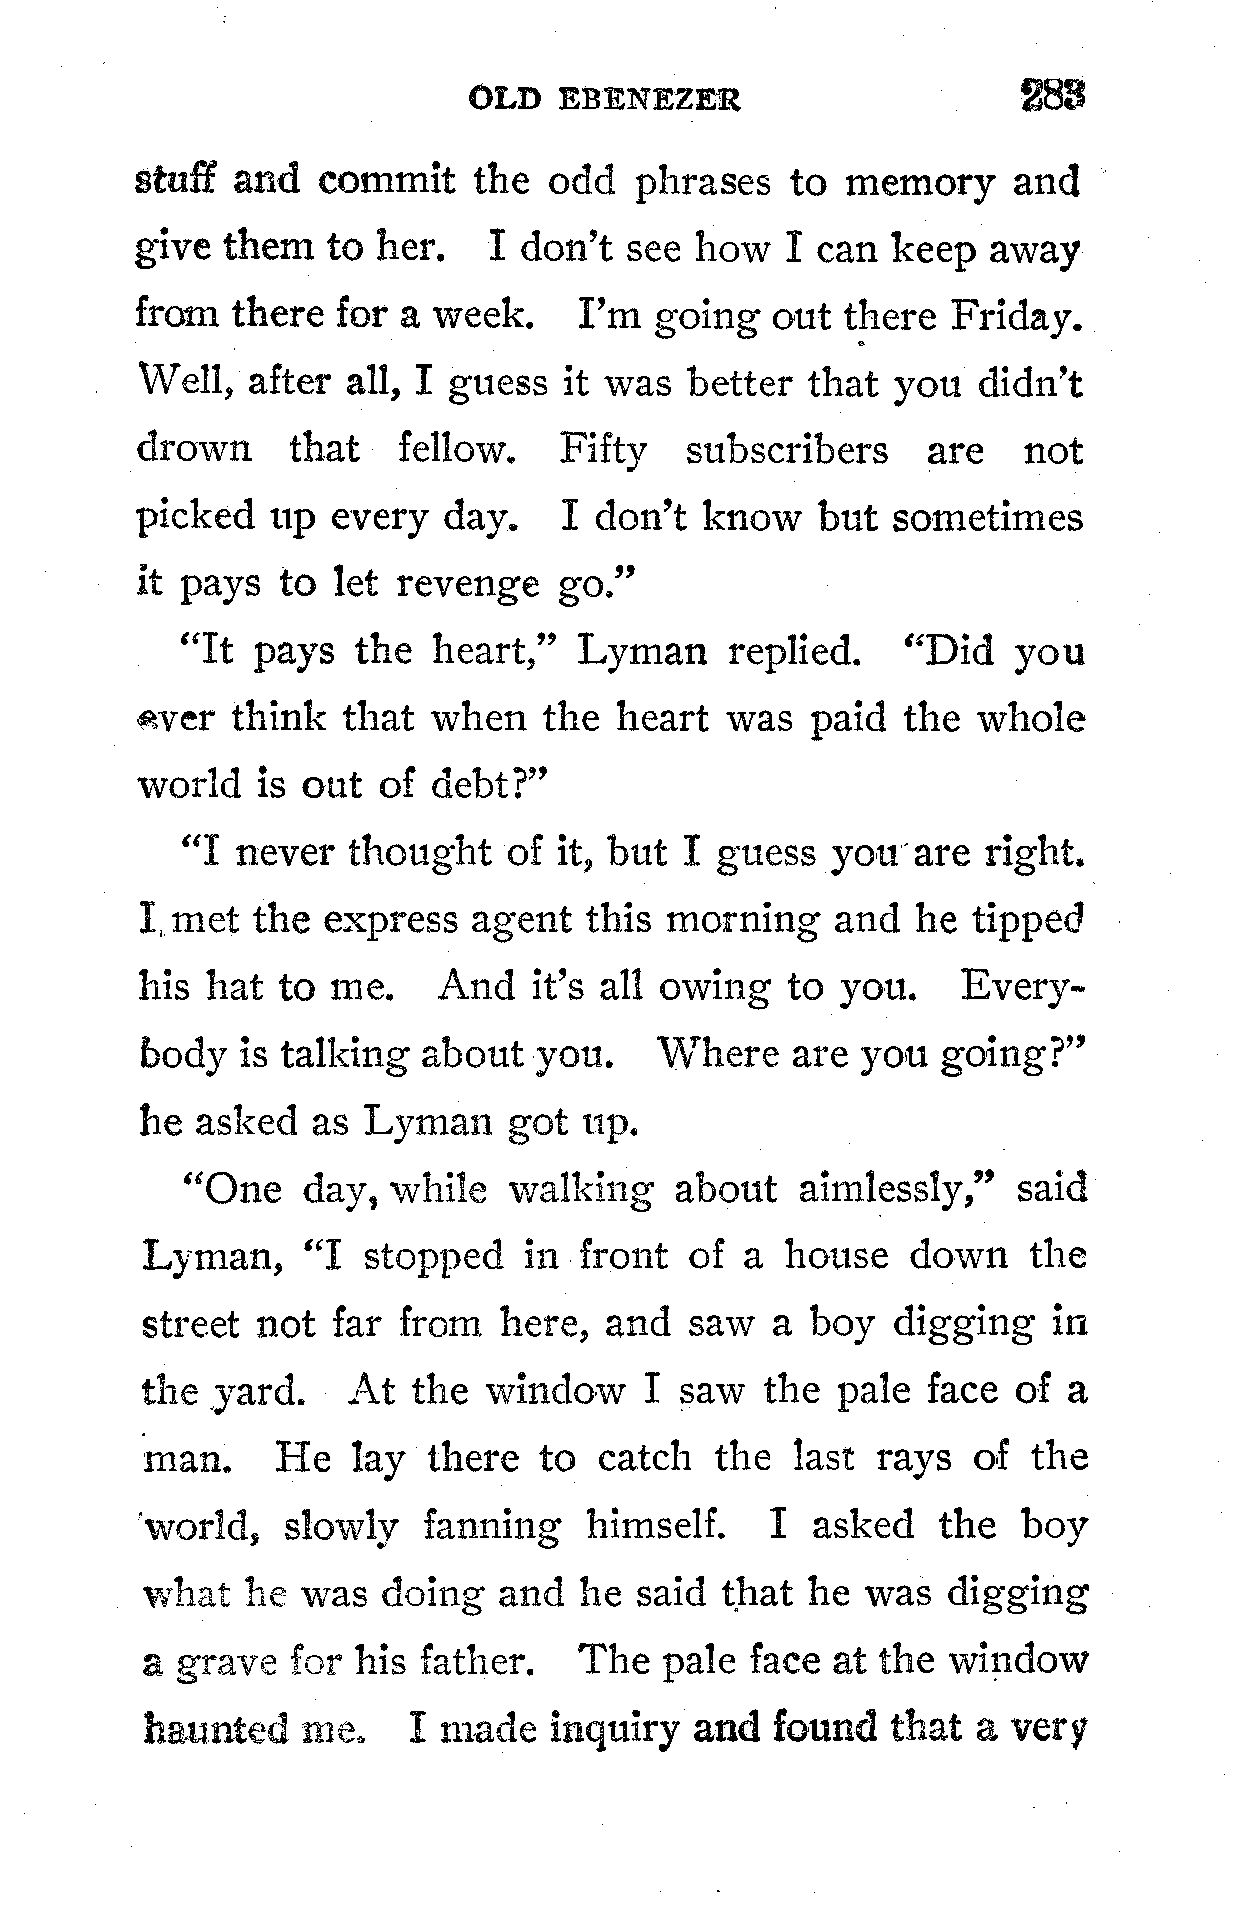 OLD EBENEZER 283
stuff and commit the odd phrases to memory and
give them to her. I don't see how I can keep away
from there for a week. I'm going out there Friday.
Well, after all, I guess it was better that you didn't
drown that fellow. Fifty subscribers are not
picked up every day. I don't know but sometimes
it pays to let revenge go."
"It pays the heart," Lyman replied. "Did you
ever think that when the heart was paid the whole
world is out of debt?"
"I never thought of it, but I guess you are right.
I met the express agent this morning and he tipped
his hat to me. And it's all owing to you. Every-
body is talking about you. Where are you going?"
he asked as Lyman got up.
"One day, while walking about aimlessly," said
Lyman, "I stopped in front of a house down the
street not far from here, and saw a boy digging in
the yard. At the window I saw the pale face of a
man. He lay there to catch the last rays of the
world, slowly fanning himself. I asked the boy
what he was doing and he said that he was digging
a grave for his father. The pale face at the window
haunted me. I made inquiry and found that a very